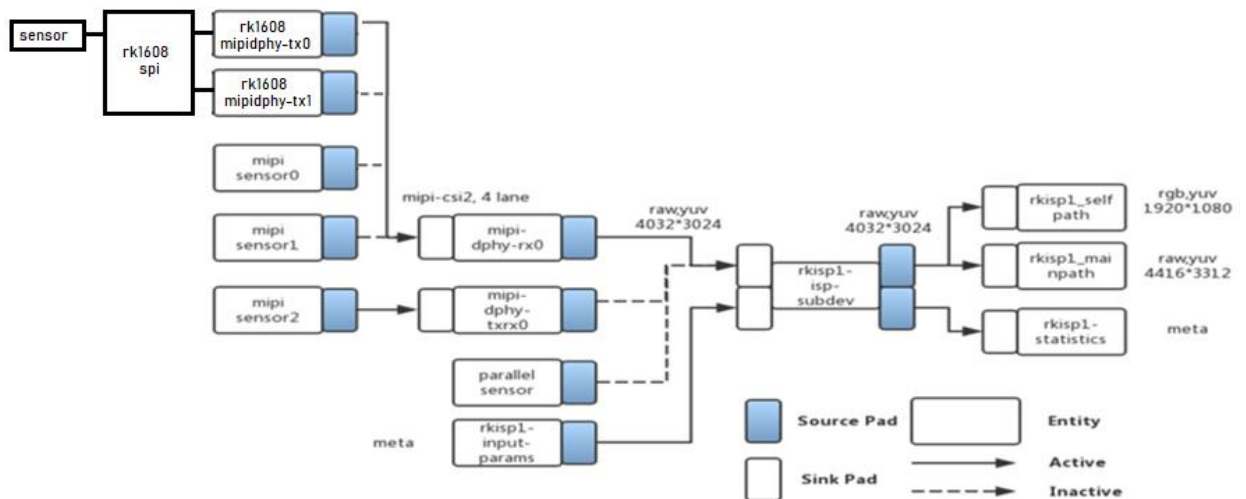 sensor
rk1608
spi
rk1608
mipidphy-tx0
rk1608
mipidphy-tx1
mipi
sensor0
mipi
sensor1
mipi
sensor2
mipi-csi2, 4 lane
mipi-
dphy-rx0
mipi-
dphy-
txrx0
parallel
sensor
meta
rkisp1-
input-
params
raw,yuv
4032*3024
rkisp1-
isp-
subdev
raw,yuv
4032*3024
rkisp1_self
path
rgb,yuv
1920*1080
rkisp1_mai
npath
raw,yuv
4416*3312
rkisp1-
statistics
meta
Source Pad
Entity
Sink Pad
Active
Inactive